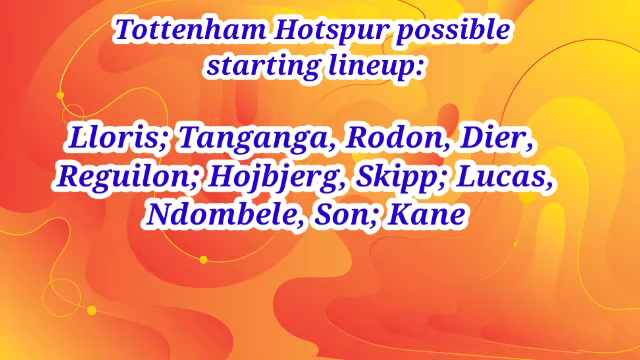 Tottenham Hotspur possible
starting lineup:
Lloris; Tanganga, Rodon, Dier,
Reguilon; Hojbjerg, Skipp; Lucas,
Ndombele, Son; Kane